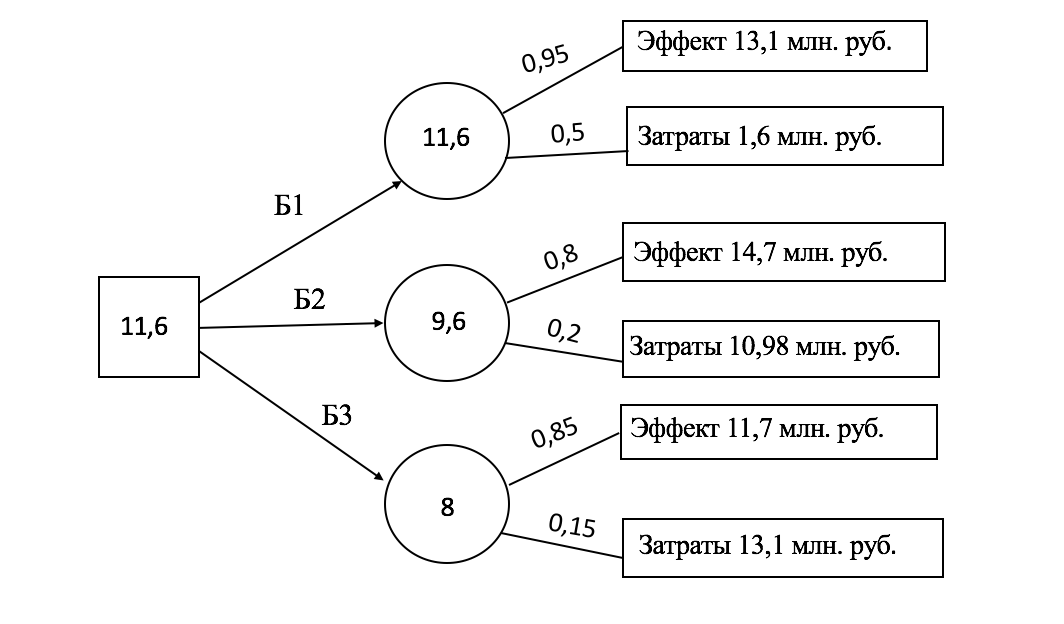 0,95
Эффект 13,1 млн. руб.
11,6
0,5
Затраты 1,6 млн. руб.
Б1
0,8
Эффект 14,7 млн. руб.
11,6
Б2
9,6
0,2
Затраты 10,98 млн. руб.
Б3
0,85
Эффект 11,7 млн. руб.
8
0,15
Затраты 13,1 млн. руб.